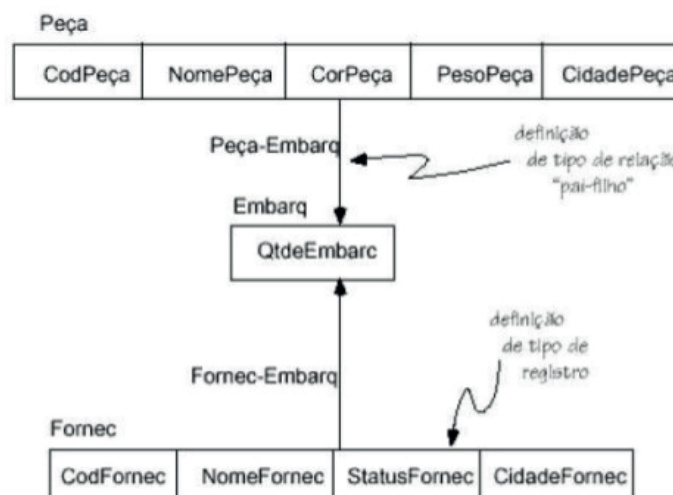 Peça
CodPeça NomePeça CorPeça PesoPeça CidadePeça
Peça-Embarq
definição
de tipo de relação
"pai-filho"
Embarq
QtdeEmbarc
definição
de tipo de
registro
Fornec-Embarq
Fornec
CodFornec NomeFornec StatusFornec CidadeFornec